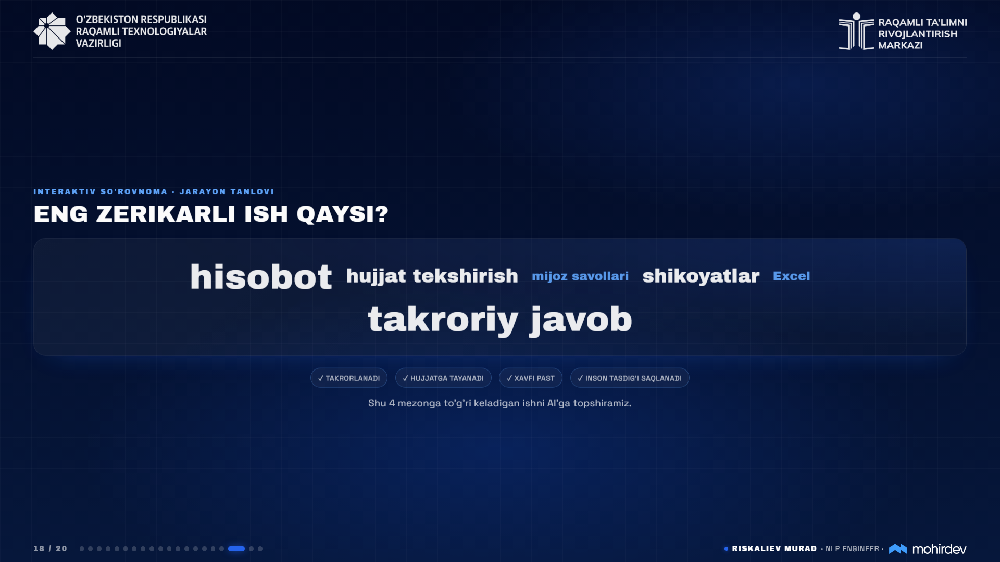 O'ZBEKISTON RESPUBLIKASI
RAQAMLI TEXNOLOGIYALAR
VAZIRLIGI
RAQAMLI TA'LIMNI
RIVOJLANTIRISH
MARKAZI
INTERAKTIV SO'ROVNOMA · JARAYON TANLOVI
ENG ZERIKARLI ISH QAYSI?
hisobot hujjat tekshirish mijoz savollari shikoyatlar Excel
takroriy javob
✓ TAKRORLANADI ✓ HUJJATGA TAYANADI ✓ XAVFI PAST ✓ INSON TASDIG'I SAQLANADI
Shu 4 mezonga to'g'ri keladigan ishni AI'ga topshiramiz.
18 / 20
RISKALIEV MURAD · NLP ENGINEER · mohirdev